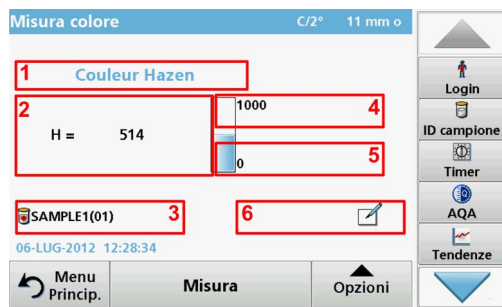 Misura colore C/2° 11 mm o
1 Couleur Hazen
2 1000 4
H = 514
5
0
SAMPLE1(01) 3 6
06-LUG-2012 12:28:34
Menu Princip.
Misura
Opzioni
Login
ID campione
Timer
AQA
Tendenze